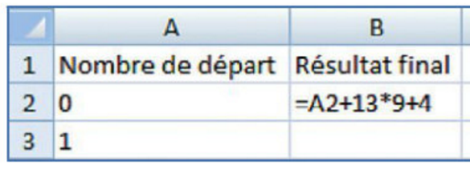 A B
1 Nombre de départ Résultat final
2 0 =A2+13*9+4
3 1